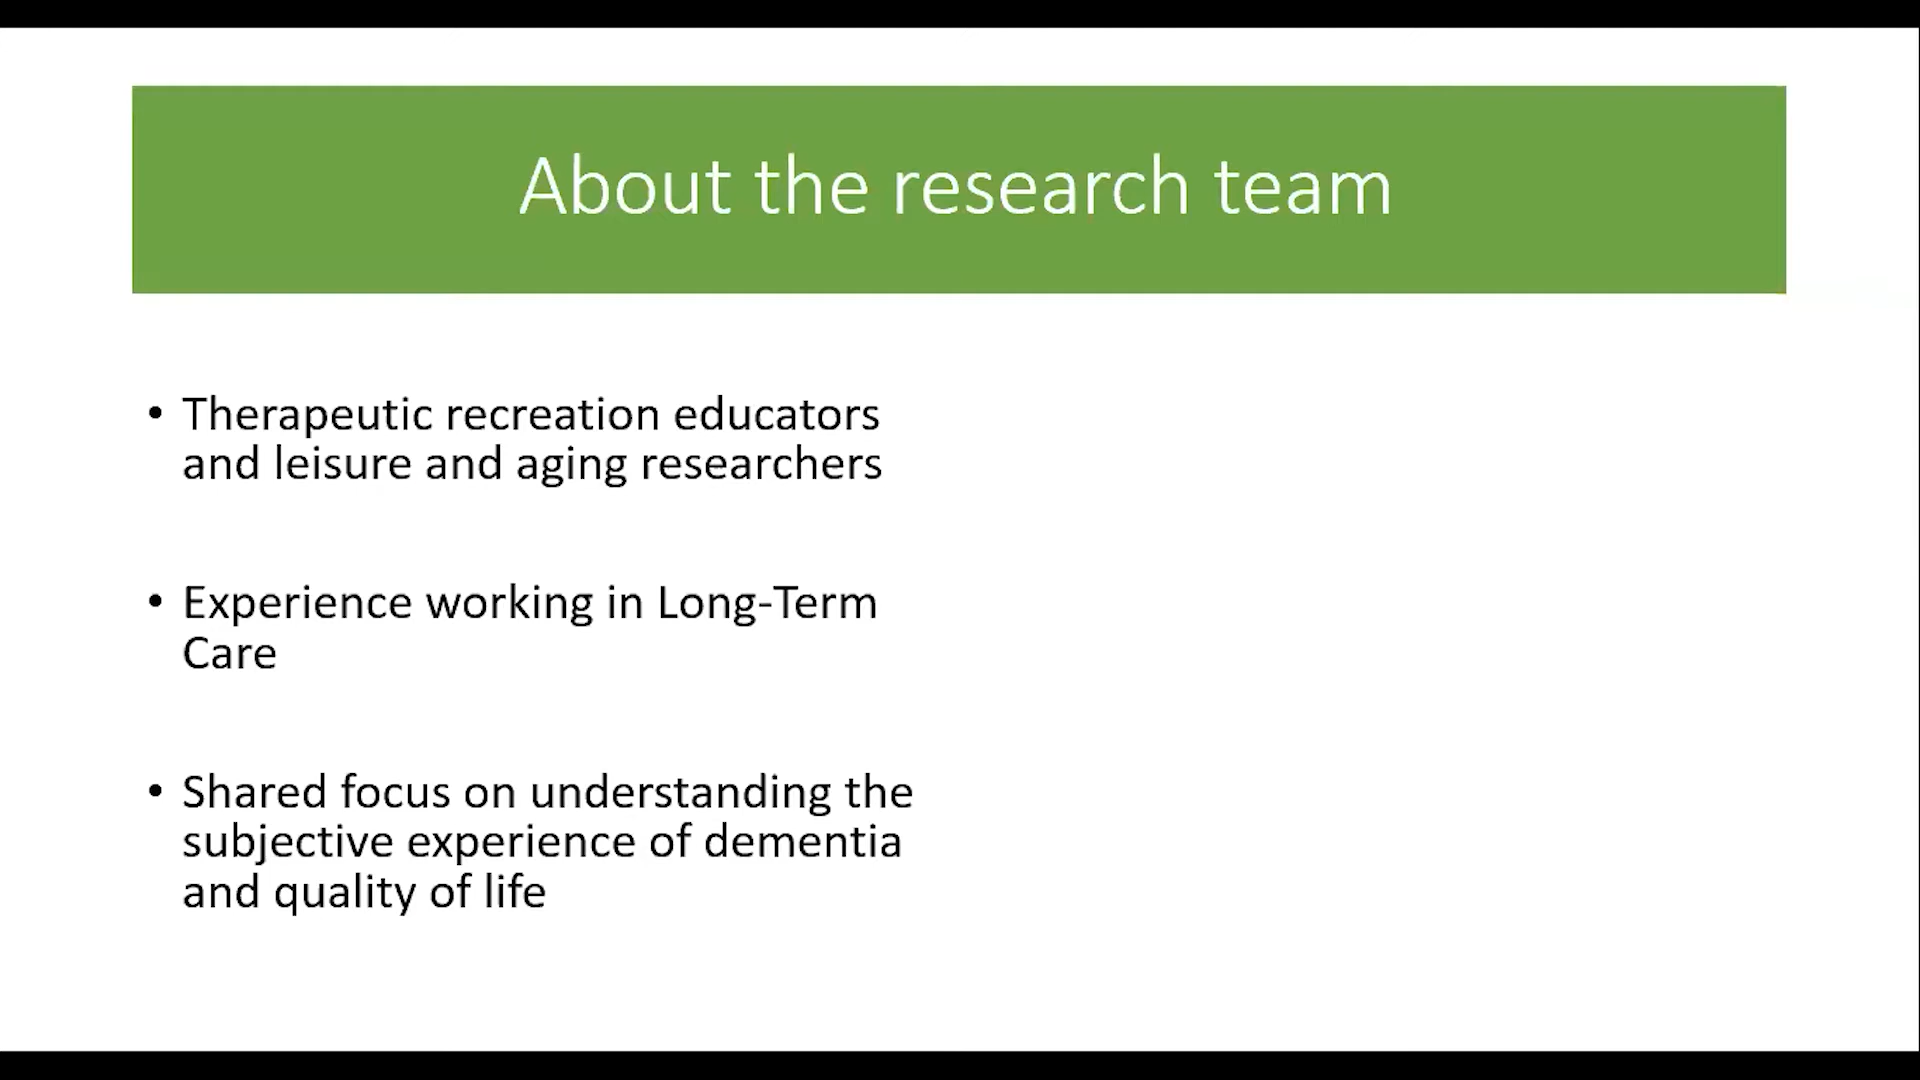 About the research team
• Therapeutic recreation educators
and leisure and aging researchers
• Experience working in Long-Term
Care
• Shared focus on understanding the
subjective experience of dementia
and quality of life